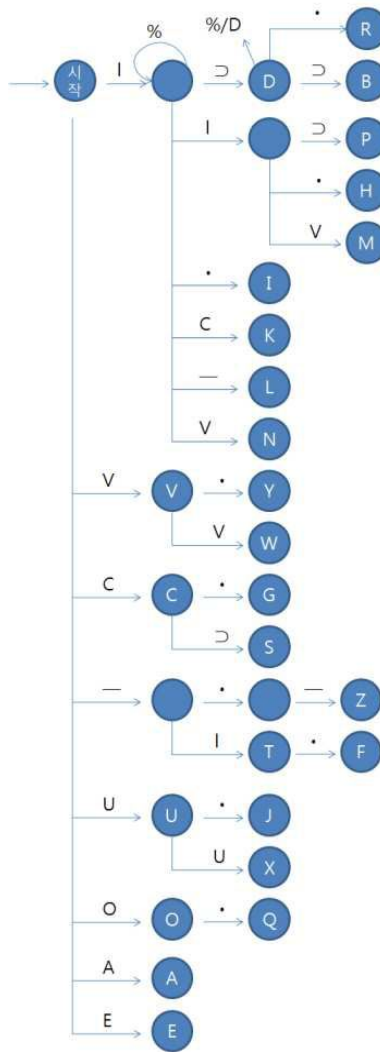 %/D
·
R
%
시작
I
⊃
D
⊃
B
I
⊃
P
·
H
V
M
·
I
C
K
—
L
V
N
V
V
·
Y
V
W
C
C
·
G
⊃
S
—
·
—
Z
I
T
·
F
U
U
·
J
U
X
O
O
·
Q
A
A
E
E